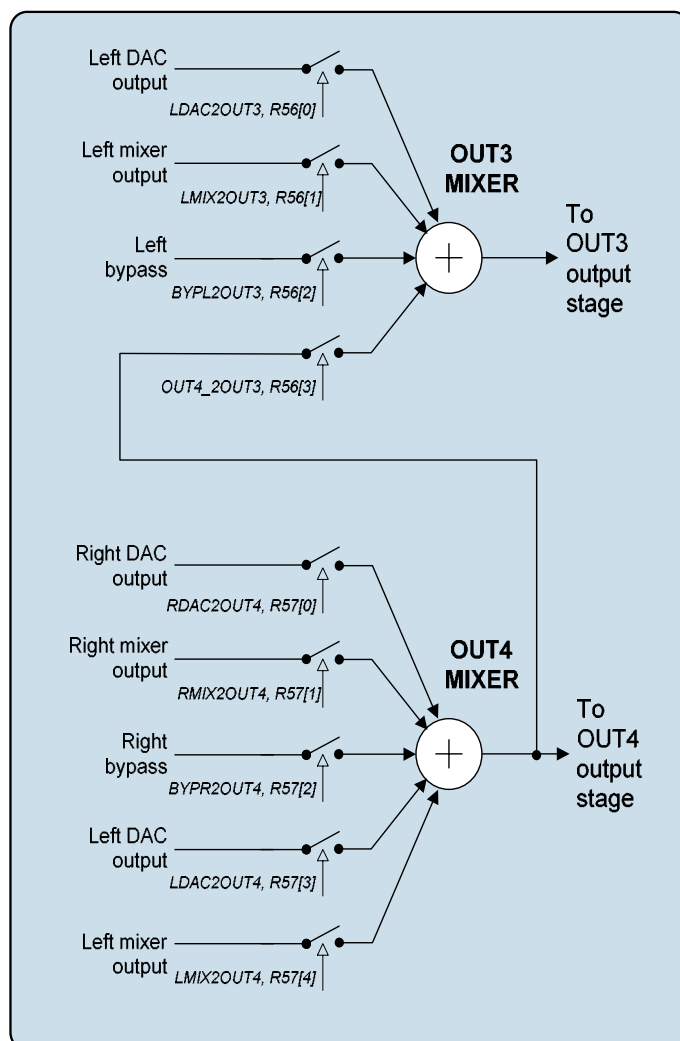 Left DAC
output
LDAC2OUT3, R56[0]
Left mixer
output
LMIX2OUT3, R56[1]
OUT3
MIXER
Left
bypass
BYPL2OUT3, R56[2]
+
To
OUT3
output
stage
OUT4_2OUT3, R56[3]
Right DAC
output
RDAC2OUT4, R57[0]
Right mixer
output
RMIX2OUT4, R57[1]
OUT4
MIXER
Right
bypass
BYPR2OUT4, R57[2]
+
To
OUT4
output
stage
Left DAC
output
LDAC2OUT4, R57[3]
Left mixer
output
LMIX2OUT4, R57[4]